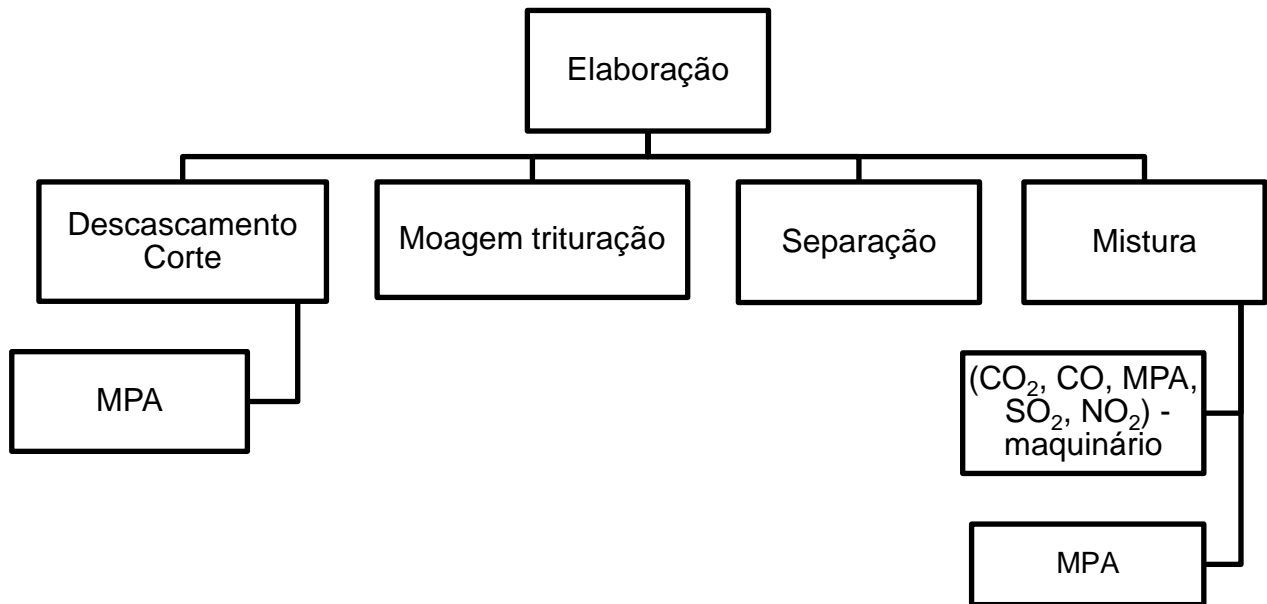 Elaboração
Descascamento
Corte
Moagem trituração
Separação
Mistura
MPA
(CO₂, CO, MPA,
SO₂, NO₂) -
maquinário
MPA